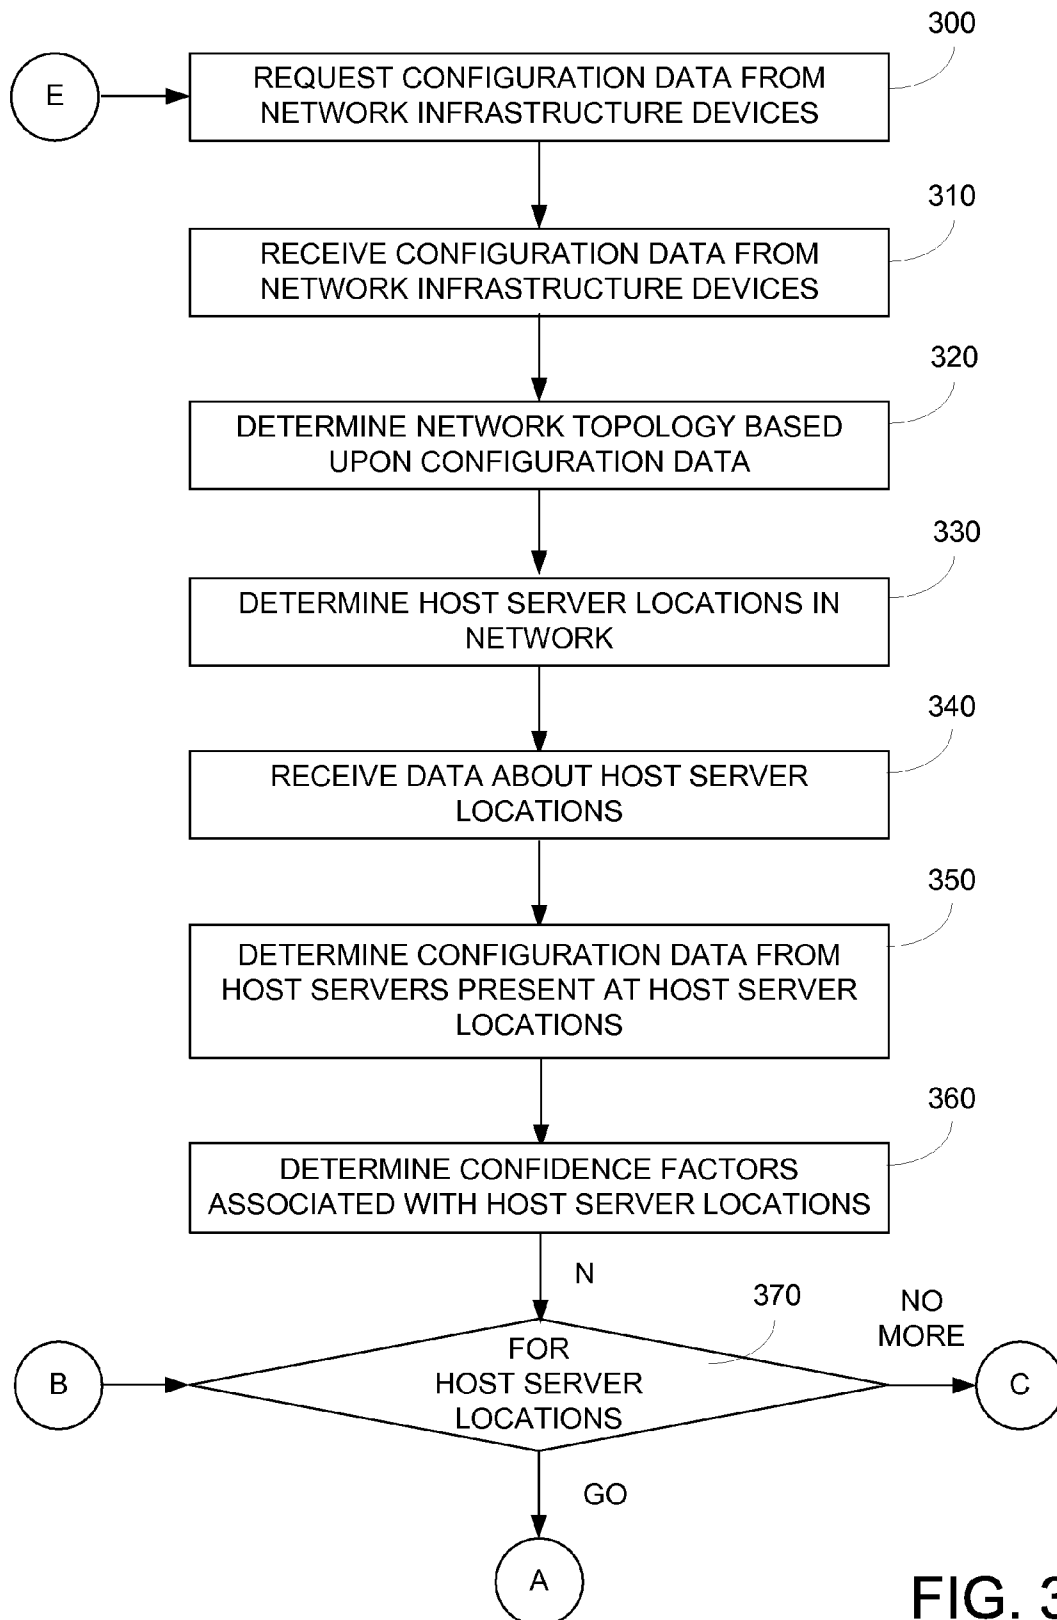 300
E
REQUEST CONFIGURATION DATA FROM
NETWORK INFRASTRUCTURE DEVICES
310
RECEIVE CONFIGURATION DATA FROM
NETWORK INFRASTRUCTURE DEVICES
320
DETERMINE NETWORK TOPOLOGY BASED
UPON CONFIGURATION DATA
330
DETERMINE HOST SERVER LOCATIONS IN
NETWORK
340
RECEIVE DATA ABOUT HOST SERVER
LOCATIONS
350
DETERMINE CONFIGURATION DATA FROM
HOST SERVERS PRESENT AT HOST SERVER
LOCATIONS
360
DETERMINE CONFIDENCE FACTORS
ASSOCIATED WITH HOST SERVER LOCATIONS
N
370
NO
MORE
B
FOR
HOST SERVER
LOCATIONS
C
GO
A
FIG. 3